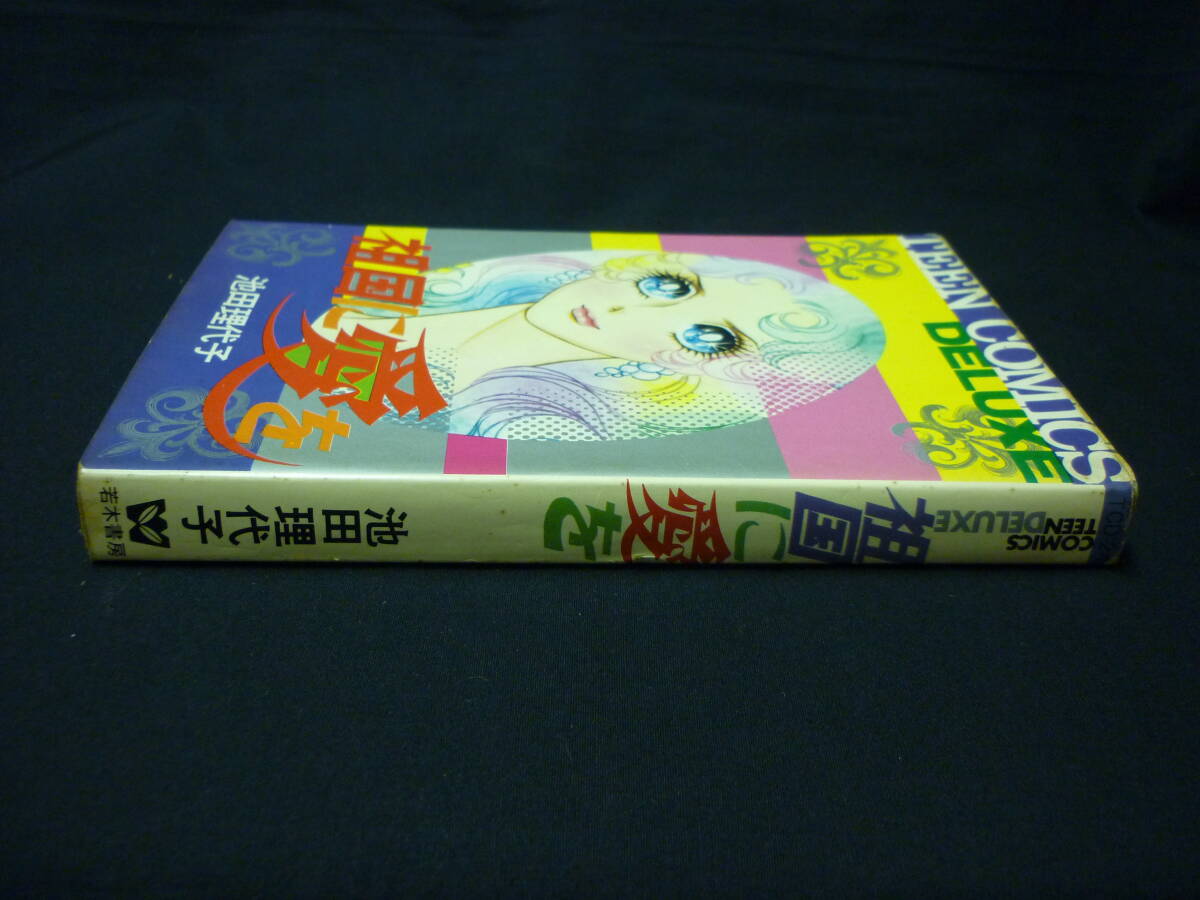 TEEN COMICS
DELUXE
祖国に愛を
池田理代子
TEEN
COMICS
DELUXE
祖国に愛を
池田理代子
若木書房